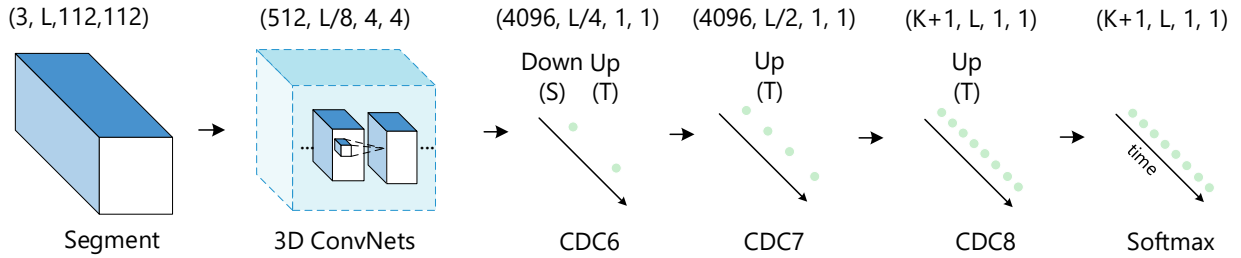 (3, L,112,112) (512, L/8, 4, 4) (4096, L/4, 1, 1) (4096, L/2, 1, 1) (K+1, L, 1, 1) (K+1, L, 1, 1)
Down Up Up Up
(S) (T) (T) (T)
... ...
time
Segment 3D ConvNets CDC6 CDC7 CDC8 Softmax